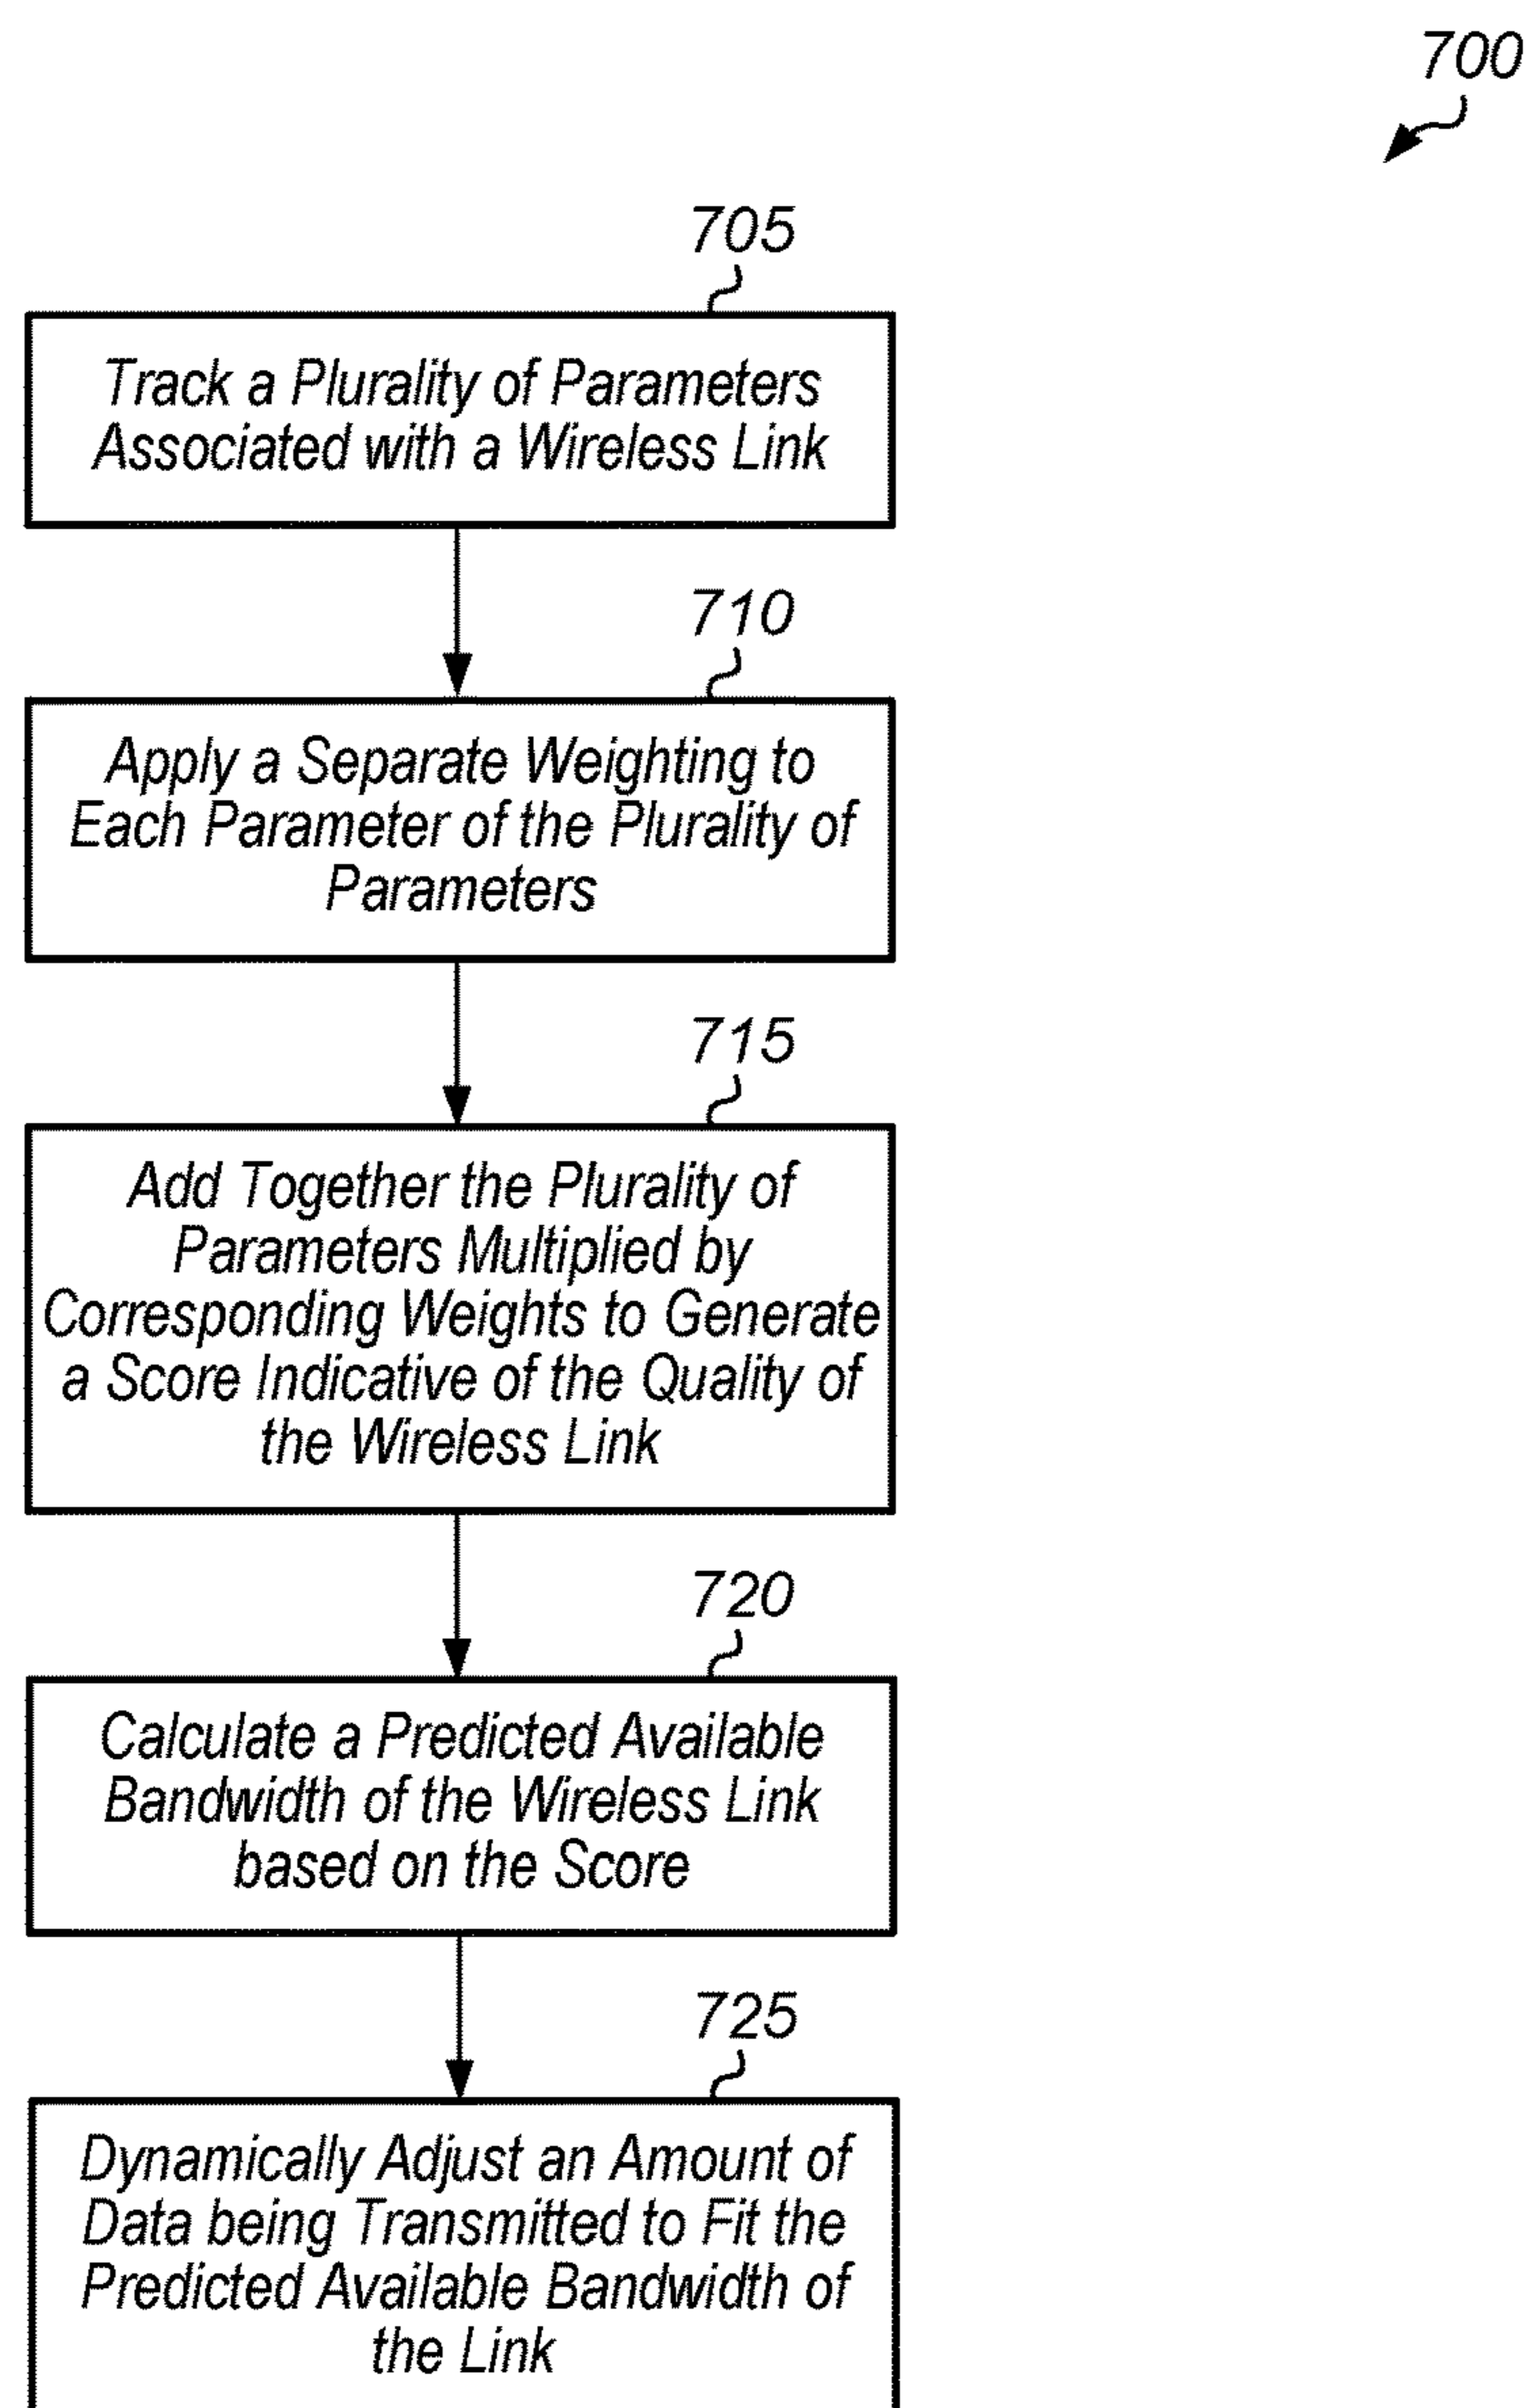 700
705
Track a Plurality of Parameters
Associated with a Wireless Link
710
Apply a Separate Weighting to
Each Parameter of the Plurality of
Parameters
715
Add Together the Plurality of
Parameters Multiplied by
Corresponding Weights to Generate
a Score Indicative of the Quality of
the Wireless Link
720
Calculate a Predicted Available
Bandwidth of the Wireless Link
based on the Score
725
Dynamically Adjust an Amount of
Data being Transmitted to Fit the
Predicted Available Bandwidth of
the Link